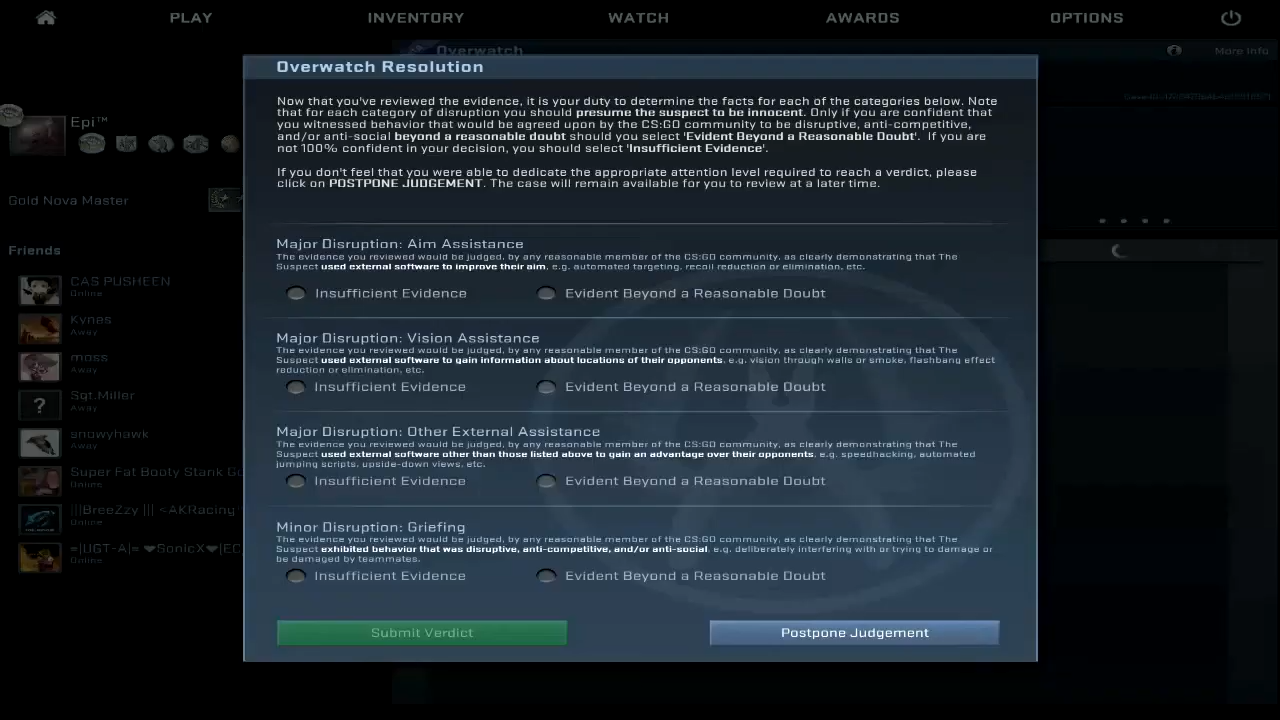 PLAY INVENTORY WATCH AWARDS OPTIONS
Overwatch
More Info
Overwatch Resolution
Now that you've reviewed the evidence, it is your duty to determine the facts for each of the categories below. Note
that for each category of disruption you should presume the suspect to be innocent. Only if you are confident that
you witnessed behavior that would be agreed upon by the CS:GO community to be disruptive, anti-competitive,
and/or anti-social beyond a reasonable doubt should you select 'Evident Beyond a Reasonable Doubt'. If you are
not 100% confident in your decision, you should select 'Insufficient Evidence'.
If you don't feel that you were able to dedicate the appropriate attention level required to reach a verdict, please
click on POSTPONE JUDGEMENT. The case will remain available for you to review at a later time.
Major Disruption: Aim Assistance
The evidence you reviewed would be judged, by any reasonable member of the CS:GO community, as clearly demonstrating that The
Suspect used external software to improve their aim, e.g. automated targeting, recoil reduction or elimination, etc.
Insufficient Evidence Evident Beyond a Reasonable Doubt
Major Disruption: Vision Assistance
The evidence you reviewed would be judged, by any reasonable member of the CS:GO community, as clearly demonstrating that The
Suspect used external software to gain information about locations of their opponents, e.g. vision through walls or smoke, flashbang effect
reduction or elimination, etc.
Insufficient Evidence Evident Beyond a Reasonable Doubt
Major Disruption: Other External Assistance
The evidence you reviewed would be judged, by any reasonable member of the CS:GO community, as clearly demonstrating that The
Suspect used external software other than those listed above to gain an advantage over their opponents, e.g. speedhacking, automated
jumping scripts, upside-down views, etc.
Insufficient Evidence Evident Beyond a Reasonable Doubt
Minor Disruption: Griefing
The evidence you reviewed would be judged, by any reasonable member of the CS:GO community, as clearly demonstrating that The
Suspect exhibited behavior that was disruptive, anti-competitive, and/or anti-social, e.g. deliberately interfering with or trying to damage or
be damaged by teammates.
Insufficient Evidence Evident Beyond a Reasonable Doubt
Submit Verdict Postpone Judgement
Epi™
Gold Nova Master
Friends
CAS PUSHEEN
Online
Kynes
Away
moss
Away
?
Sgt.Miller
Away
snowyhawk
Away
Super Fat Booty Stank Gu
Online
|||BreeZzy ||| <AKRacing
Online
=|UGT-A|= ❤SonicX❤|EC
Online